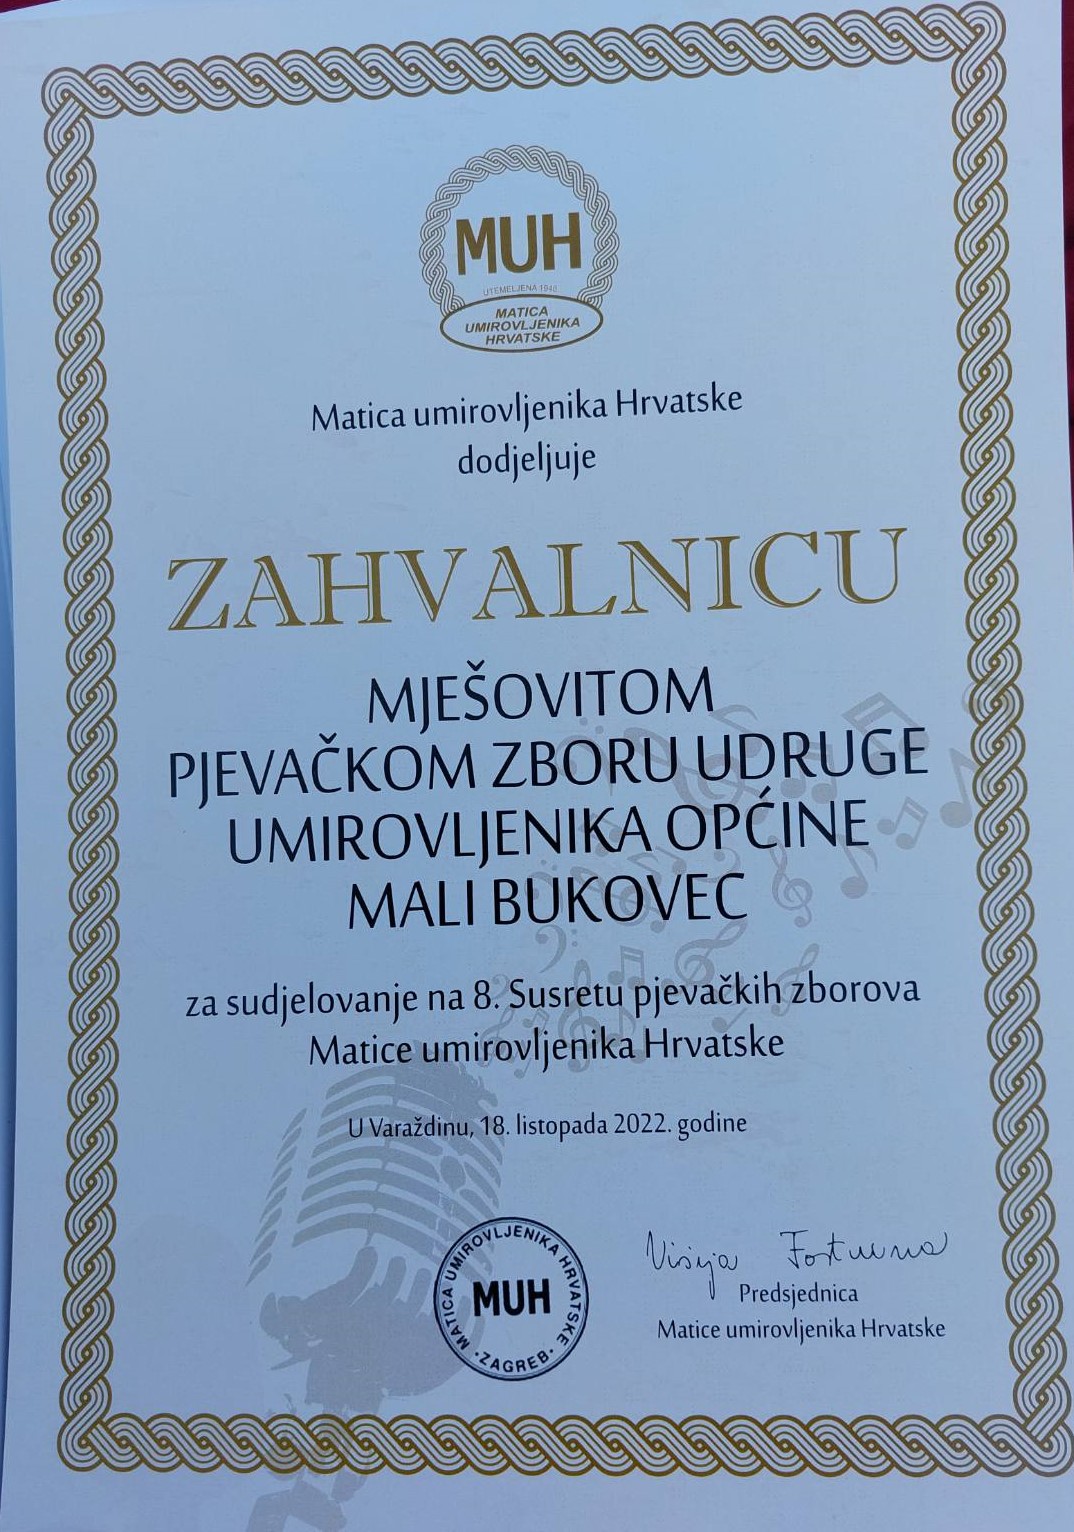 MUH
UTEMELJENA 1946.
MATICA
UMIROVLJENIKA
HRVATSKE
Matica umirovljenika Hrvatske
dodjeljuje
ZAHVALNICU
MJEŠOVITOM
PJEVAČKOM ZBORU UDRUGE
UMIROVLJENIKA OPĆINE
MALI BUKOVEC
za sudjelovanje na 8. Susretu pjevačkih zborova
Matice umirovljenika Hrvatske
U Varaždinu, 18. listopada 2022. godine
MATICA UMIROVLJENIKA HRVATSKE
MUH
· ZAGREB ·
Višnja Fortuna
Predsjednica
Matice umirovljenika Hrvatske